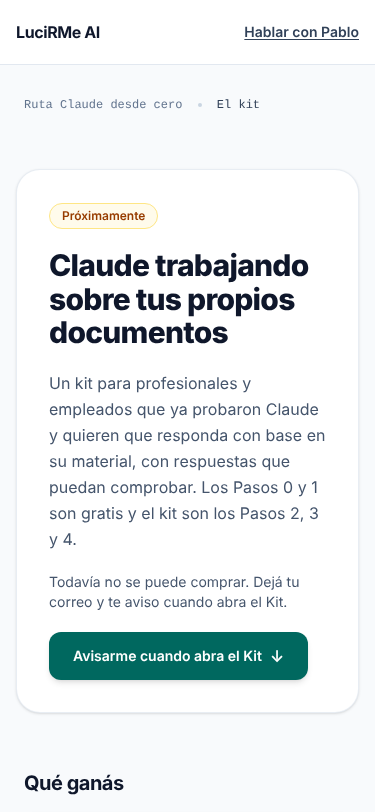 LuciRMe AI
Hablar con Pablo
Ruta Claude desde cero
El kit
Próximamente
Claude trabajando
sobre tus propios
documentos
Un kit para profesionales y
empleados que ya probaron Claude
y quieren que responda con base en
su material, con respuestas que
puedan comprobar. Los Pasos 0 y 1
son gratis y el kit son los Pasos 2, 3
y 4.
Todavía no se puede comprar. Dejá tu
correo y te aviso cuando abra el Kit.
Avisarme cuando abra el Kit ↓
Qué ganás